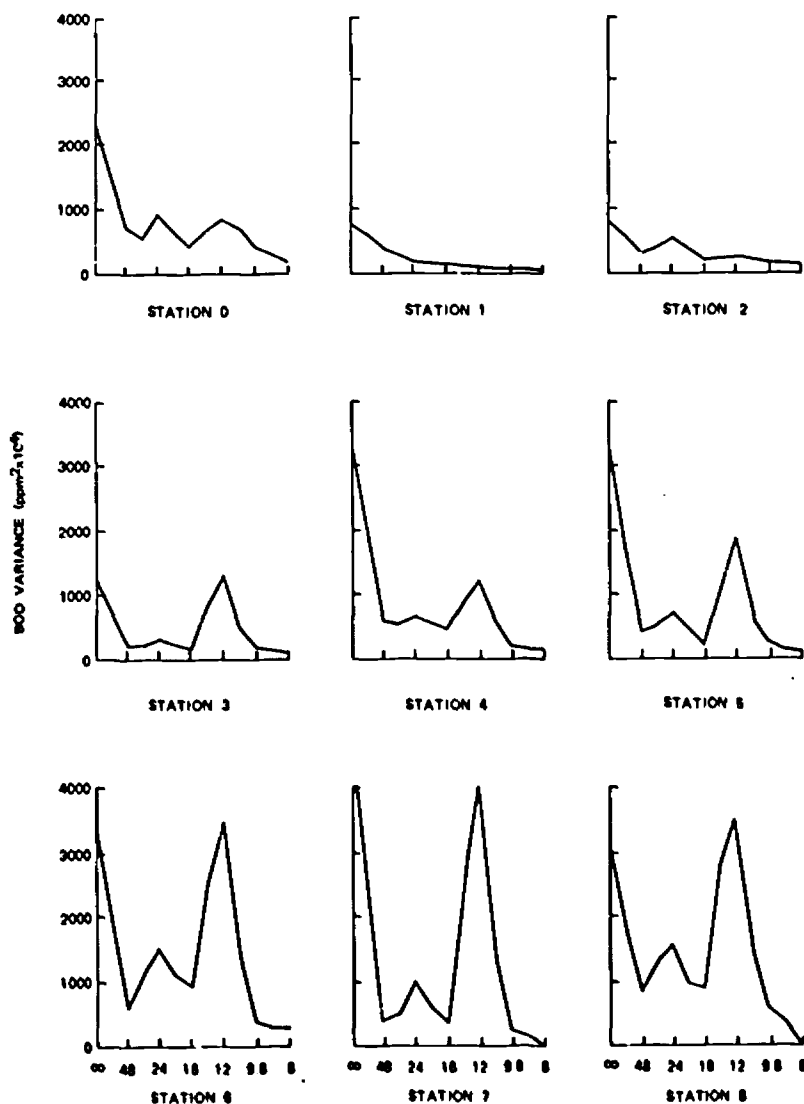 4000
3000
2000
1000
0
STATION 0
STATION 1
STATION 2
BOD VARIANCE (ppm²x10⁶)
4000
3000
2000
1000
0
STATION 3
STATION 4
STATION 5
4000
3000
2000
1000
0
∞ 48 24 16 12 9.6 8
∞ 48 24 16 12 9.6 8
∞ 48 24 16 12 9.6 8
STATION 6
STATION 7
STATION 8